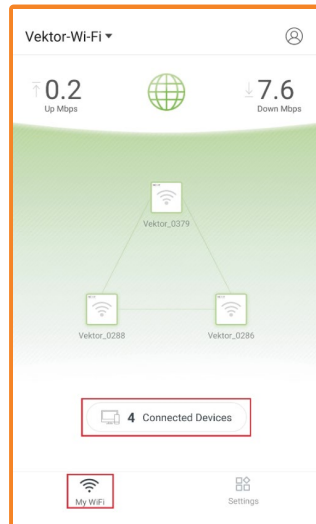 Vektor-Wi-Fi
0.2
Up Mbps
7.6
Down Mbps
Vektor_0379
Vektor_0288
Vektor_0286
4 Connected Devices
My WiFi
Settings